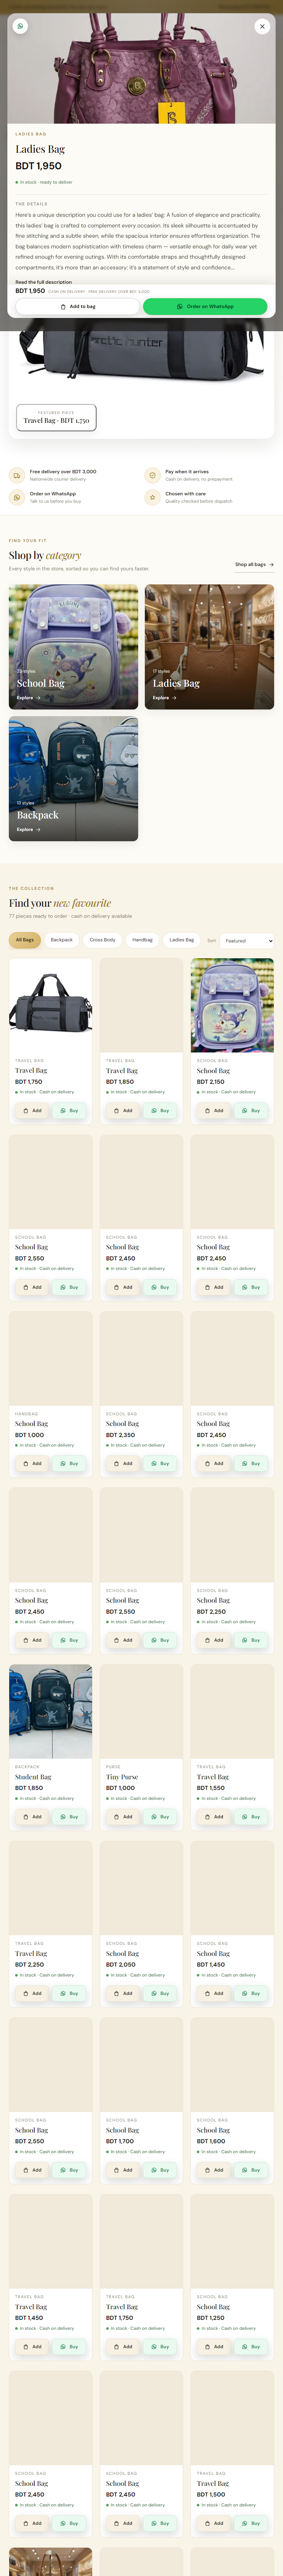 LADIES BAG
Ladies Bag
BDT 1,950
In stock · ready to deliver
THE DETAILS
Here's a unique description you could use for a ladies' bag: A fusion of elegance and practicality,
this ladies' bag is crafted to complement every occasion. Its sleek silhouette is accentuated by
fine stitching and a subtle sheen, while the spacious interior ensures effortless organization. The
bag balances modern sophistication with timeless charm — versatile enough for daily wear yet
refined enough for evening outings. With its comfortable straps and thoughtfully designed
compartments, it's more than an accessory; it's a statement of style and confidence...
Read the full description
BDT 1,950 CASH ON DELIVERY · FREE DELIVERY OVER BDT 3,000
Add to bag
Order on WhatsApp
arctic hunter
FEATURED PIECE
Travel Bag · BDT 1,750
Free delivery over BDT 3,000
Nationwide courier delivery
Pay when it arrives
Cash on delivery, no prepayment
Order on WhatsApp
Talk to us before you buy
Chosen with care
Quality checked before dispatch
FIND YOUR FIT
Shop by category
Every style in the store, sorted so you can find yours faster.
Shop all bags →
styles
School Bag
Explore →
styles
Ladies Bag
Explore →
13 styles
Backpack
Explore →
THE COLLECTION
Find your new favourite
77 pieces ready to order · cash on delivery available
All Bags
Backpack
Cross Body
Handbag
Ladies Bag
Sort
Featured
TRAVEL BAG
Travel Bag
BDT 1,750
In stock · Cash on delivery
Add
Buy
TRAVEL BAG
Travel Bag
BDT 1,850
In stock · Cash on delivery
Add
Buy
SCHOOL BAG
School Bag
BDT 2,150
In stock · Cash on delivery
Add
Buy
SCHOOL BAG
School Bag
BDT 2,550
In stock · Cash on delivery
Add
Buy
SCHOOL BAG
School Bag
BDT 2,450
In stock · Cash on delivery
Add
Buy
SCHOOL BAG
School Bag
BDT 2,450
In stock · Cash on delivery
Add
Buy
HANDBAG
School Bag
BDT 1,000
In stock · Cash on delivery
Add
Buy
SCHOOL BAG
School Bag
BDT 2,350
In stock · Cash on delivery
Add
Buy
SCHOOL BAG
School Bag
BDT 2,450
In stock · Cash on delivery
Add
Buy
SCHOOL BAG
School Bag
BDT 2,450
In stock · Cash on delivery
Add
Buy
SCHOOL BAG
School Bag
BDT 2,550
In stock · Cash on delivery
Add
Buy
SCHOOL BAG
School Bag
BDT 2,250
In stock · Cash on delivery
Add
Buy
BACKPACK
Student Bag
BDT 1,850
In stock · Cash on delivery
Add
Buy
PURSE
Tiny Purse
BDT 1,000
In stock · Cash on delivery
Add
Buy
TRAVEL BAG
Travel Bag
BDT 1,550
In stock · Cash on delivery
Add
Buy
TRAVEL BAG
Travel Bag
BDT 2,250
In stock · Cash on delivery
Add
Buy
SCHOOL BAG
School Bag
BDT 2,050
In stock · Cash on delivery
Add
Buy
SCHOOL BAG
School Bag
BDT 1,450
In stock · Cash on delivery
Add
Buy
SCHOOL BAG
School Bag
BDT 2,550
In stock · Cash on delivery
Add
Buy
SCHOOL BAG
School Bag
BDT 1,700
In stock · Cash on delivery
Add
Buy
SCHOOL BAG
School Bag
BDT 1,600
In stock · Cash on delivery
Add
Buy
TRAVEL BAG
Travel Bag
BDT 1,450
In stock · Cash on delivery
Add
Buy
TRAVEL BAG
Travel Bag
BDT 1,750
In stock · Cash on delivery
Add
Buy
SCHOOL BAG
School Bag
BDT 1,250
In stock · Cash on delivery
Add
Buy
SCHOOL BAG
School Bag
BDT 2,450
In stock · Cash on delivery
Add
Buy
SCHOOL BAG
School Bag
BDT 2,450
In stock · Cash on delivery
Add
Buy
TRAVEL BAG
Travel Bag
BDT 1,500
In stock · Cash on delivery
Add
Buy